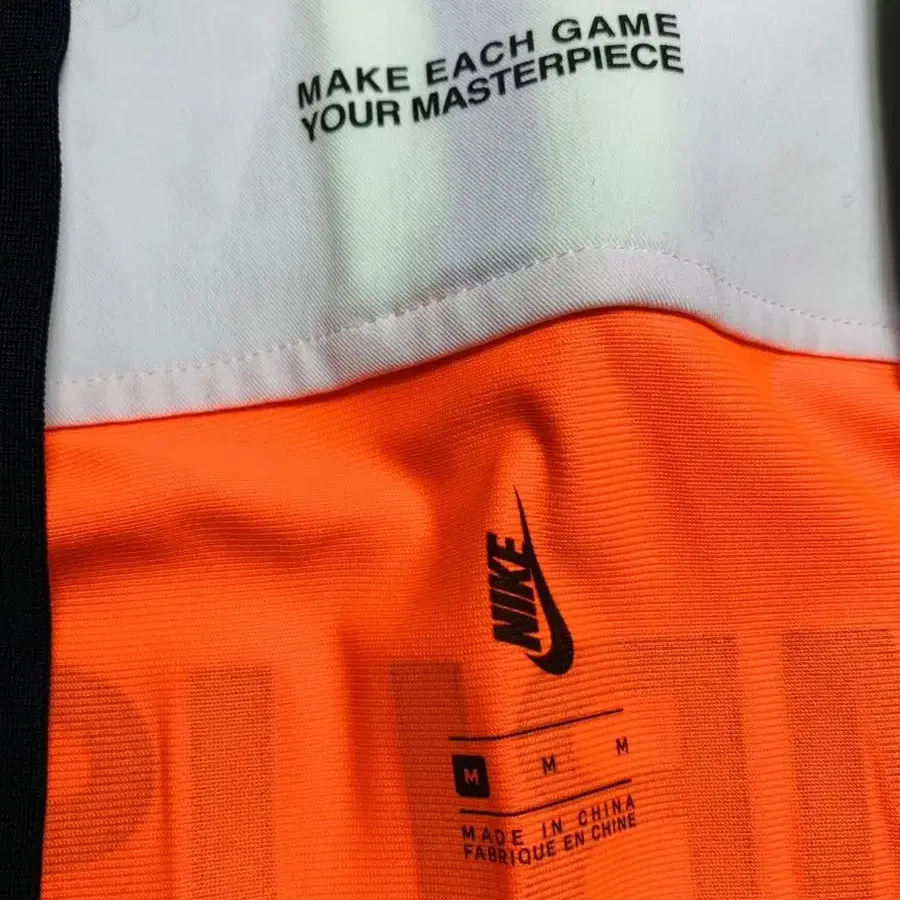 MAKE EACH GAME
YOUR MASTERPIECE
NIKE
M M M
MADE IN CHINA
FABRIQUE EN CHINE